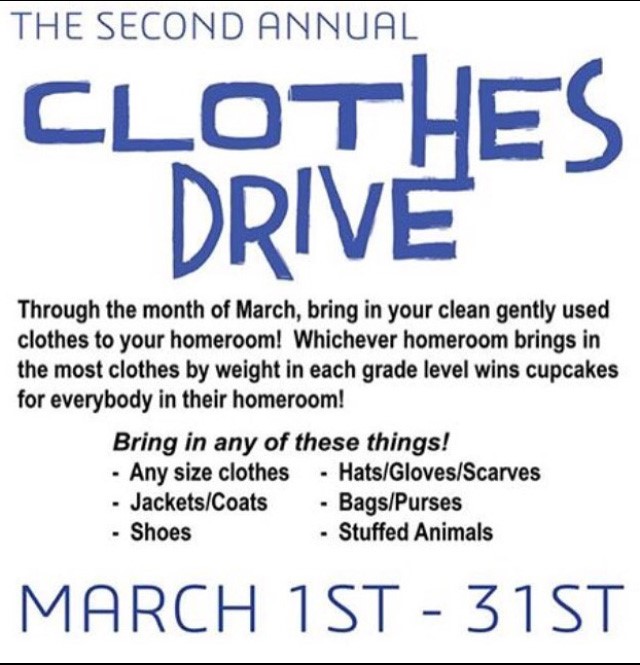 THE SECOND ANNUAL
CLOTHES
DRIVE
Through the month of March, bring in your clean gently used
clothes to your homeroom!  Whichever homeroom brings in
the most clothes by weight in each grade level wins cupcakes
for everybody in their homeroom!
Bring in any of these things!
- Any size clothes - Hats/Gloves/Scarves
- Jackets/Coats - Bags/Purses
- Shoes - Stuffed Animals
MARCH 1ST - 31ST